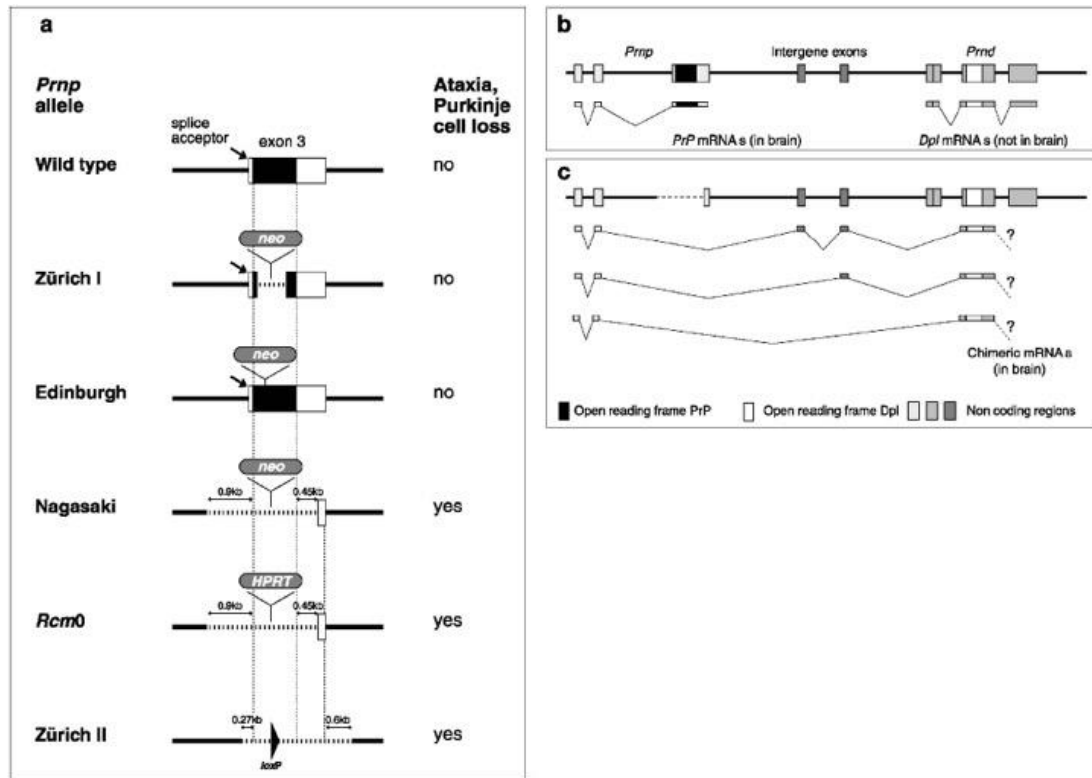 a
Prnp
allele
Ataxia,
Purkinje
cell loss
splice
acceptor
exon 3
Wild type
no
neo
Zürich I
no
neo
Edinburgh
no
neo
0.9kb
0.45kb
Nagasaki
yes
HPRT
0.9kb
0.45kb
Rcm0
yes
0.27kb
0.6kb
Zürich II
yes
loxP
b
Prnp
Intergene exons
Prnd
PrP mRNAs (in brain)
Dpl mRNAs (not in brain)
c
?
?
?
Chimeric mRNAs
(in brain)
Open reading frame PrP
Open reading frame Dpl
Non coding regions